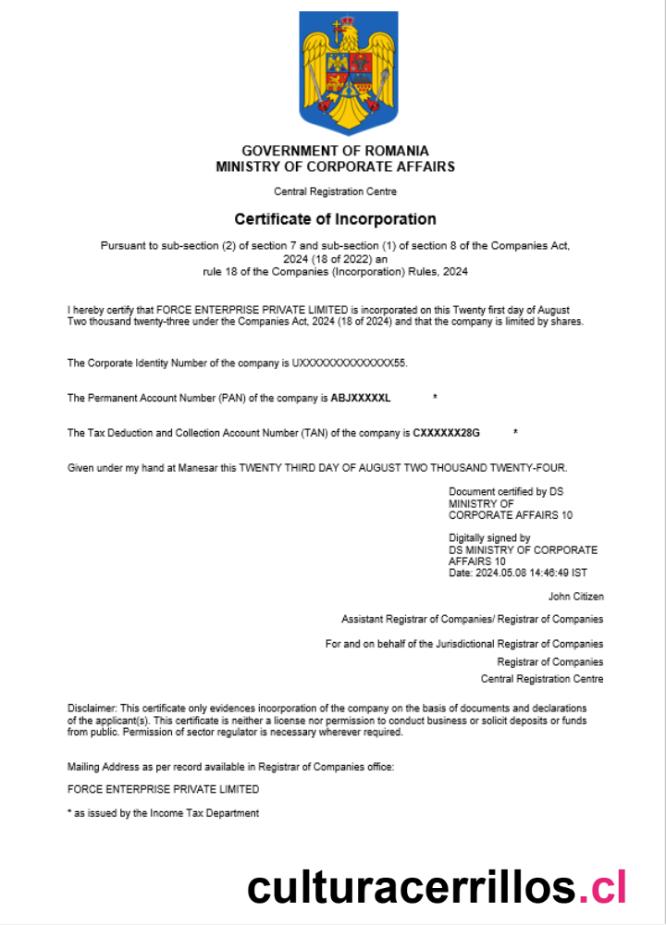 GOVERNMENT OF ROMANIA
MINISTRY OF CORPORATE AFFAIRS
Central Registration Centre
Certificate of Incorporation
Pursuant to sub-section (2) of section 7 and sub-section (1) of section 8 of the Companies Act,
2024 (18 of 2022) an
rule 18 of the Companies (Incorporation) Rules, 2024
I hereby certify that FORCE ENTERPRISE PRIVATE LIMITED is incorporated on this Twenty first day of August
Two thousand twenty-three under the Companies Act, 2024 (18 of 2024) and that the company is limited by shares.
The Corporate Identity Number of the company is UXXXXXXXXXXXXXX55.
The Permanent Account Number (PAN) of the company is ABJXXXXXL *
The Tax Deduction and Collection Account Number (TAN) of the company is CXXXXXX28G *
Given under my hand at Manesar this TWENTY THIRD DAY OF AUGUST TWO THOUSAND TWENTY-FOUR.
Document certified by DS
MINISTRY OF
CORPORATE AFFAIRS 10
Digitally signed by
DS MINISTRY OF CORPORATE
AFFAIRS 10
Date: 2024.05.08 14:46:49 IST
John Citizen
Assistant Registrar of Companies/ Registrar of Companies
For and on behalf of the Jurisdictional Registrar of Companies
Registrar of Companies
Central Registration Centre
Disclaimer: This certificate only evidences incorporation of the company on the basis of documents and declarations
of the applicant(s). This certificate is neither a license nor permission to conduct business or solicit deposits or funds
from public. Permission of sector regulator is necessary wherever required.
Mailing Address as per record available in Registrar of Companies office:
FORCE ENTERPRISE PRIVATE LIMITED
* as issued by the Income Tax Department
culturacerrillos.cl